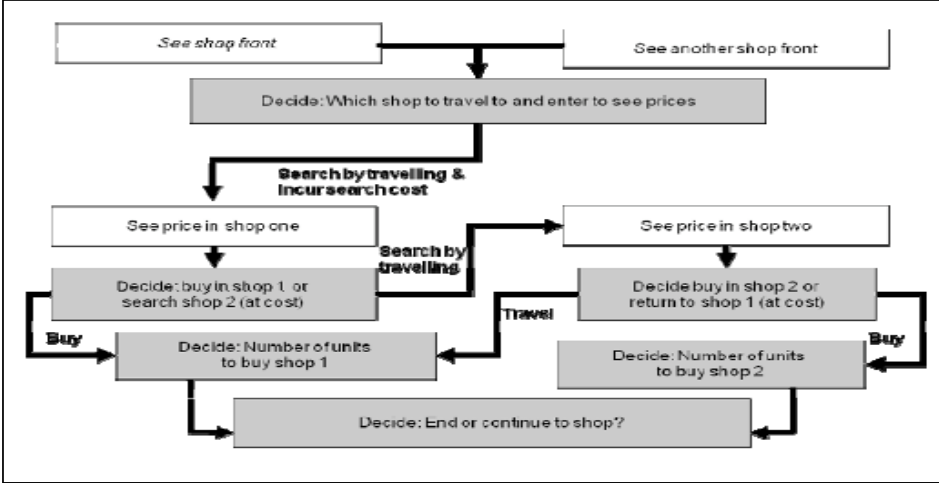 See shop front
See another shop front
Decide: Which shop to travel to and enter to see prices
Search by travelling &
Incur search cost
See price in shop one
See price in shop two
Search by
travelling
Decide: buy in shop 1, or
search shop 2 (at cost)
Decide buy in shop 2 or
return to shop 1 (at cost)
Travel
Buy
Buy
Decide: Number of units
to buy shop 1
Decide: Number of units
to buy shop 2
Decide: End or continue to shop?